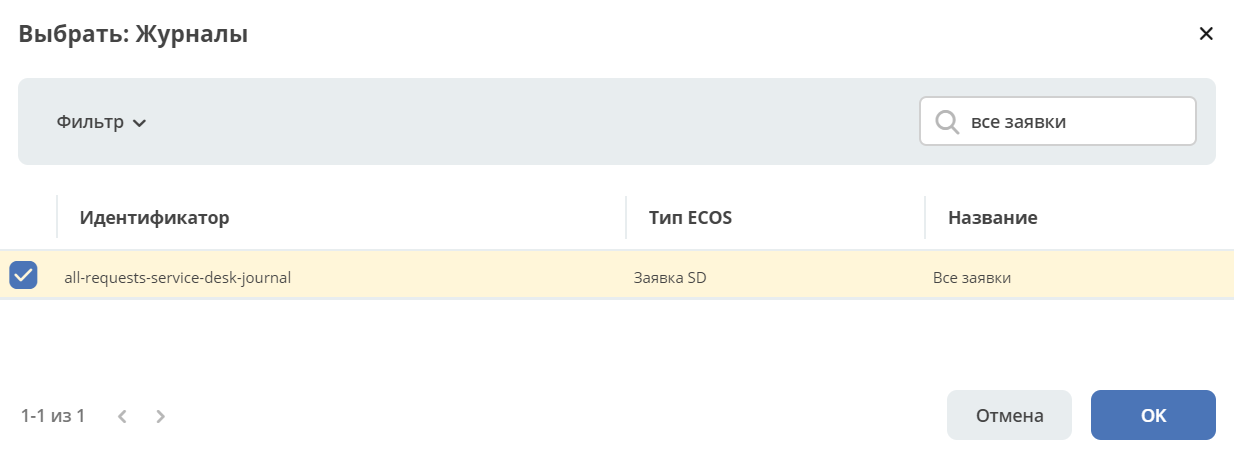 Выбрать: Журналы
Фильтр
все заявки
Идентификатор Тип ECOS Название
all-requests-service-desk-journal Заявка SD Все заявки
1-1 из 1
Отмена
OK